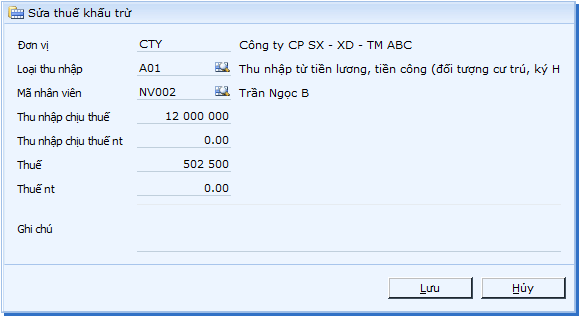 Sửa thuế khấu trừ
Đơn vị CTY Công ty CP SX - XD - TM ABC
Loại thu nhập A01 Thu nhập từ tiền lương, tiền công (đối tượng cư trú, ký H
Mã nhân viên NV002 Trần Ngọc B
Thu nhập chịu thuế 12 000 000
Thu nhập chịu thuế nt 0.00
Thuế 502 500
Thuế nt 0.00
Ghi chú
Lưu Hủy